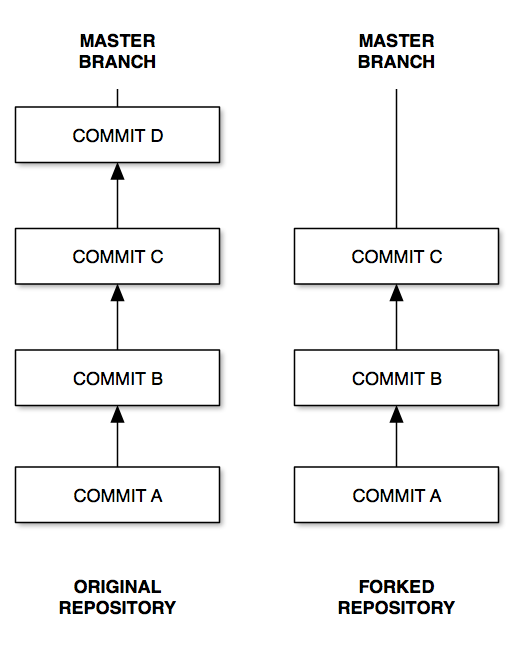 MASTER
BRANCH
COMMIT D
COMMIT C
COMMIT B
COMMIT A
ORIGINAL
REPOSITORY
MASTER
BRANCH
COMMIT C
COMMIT B
COMMIT A
FORKED
REPOSITORY